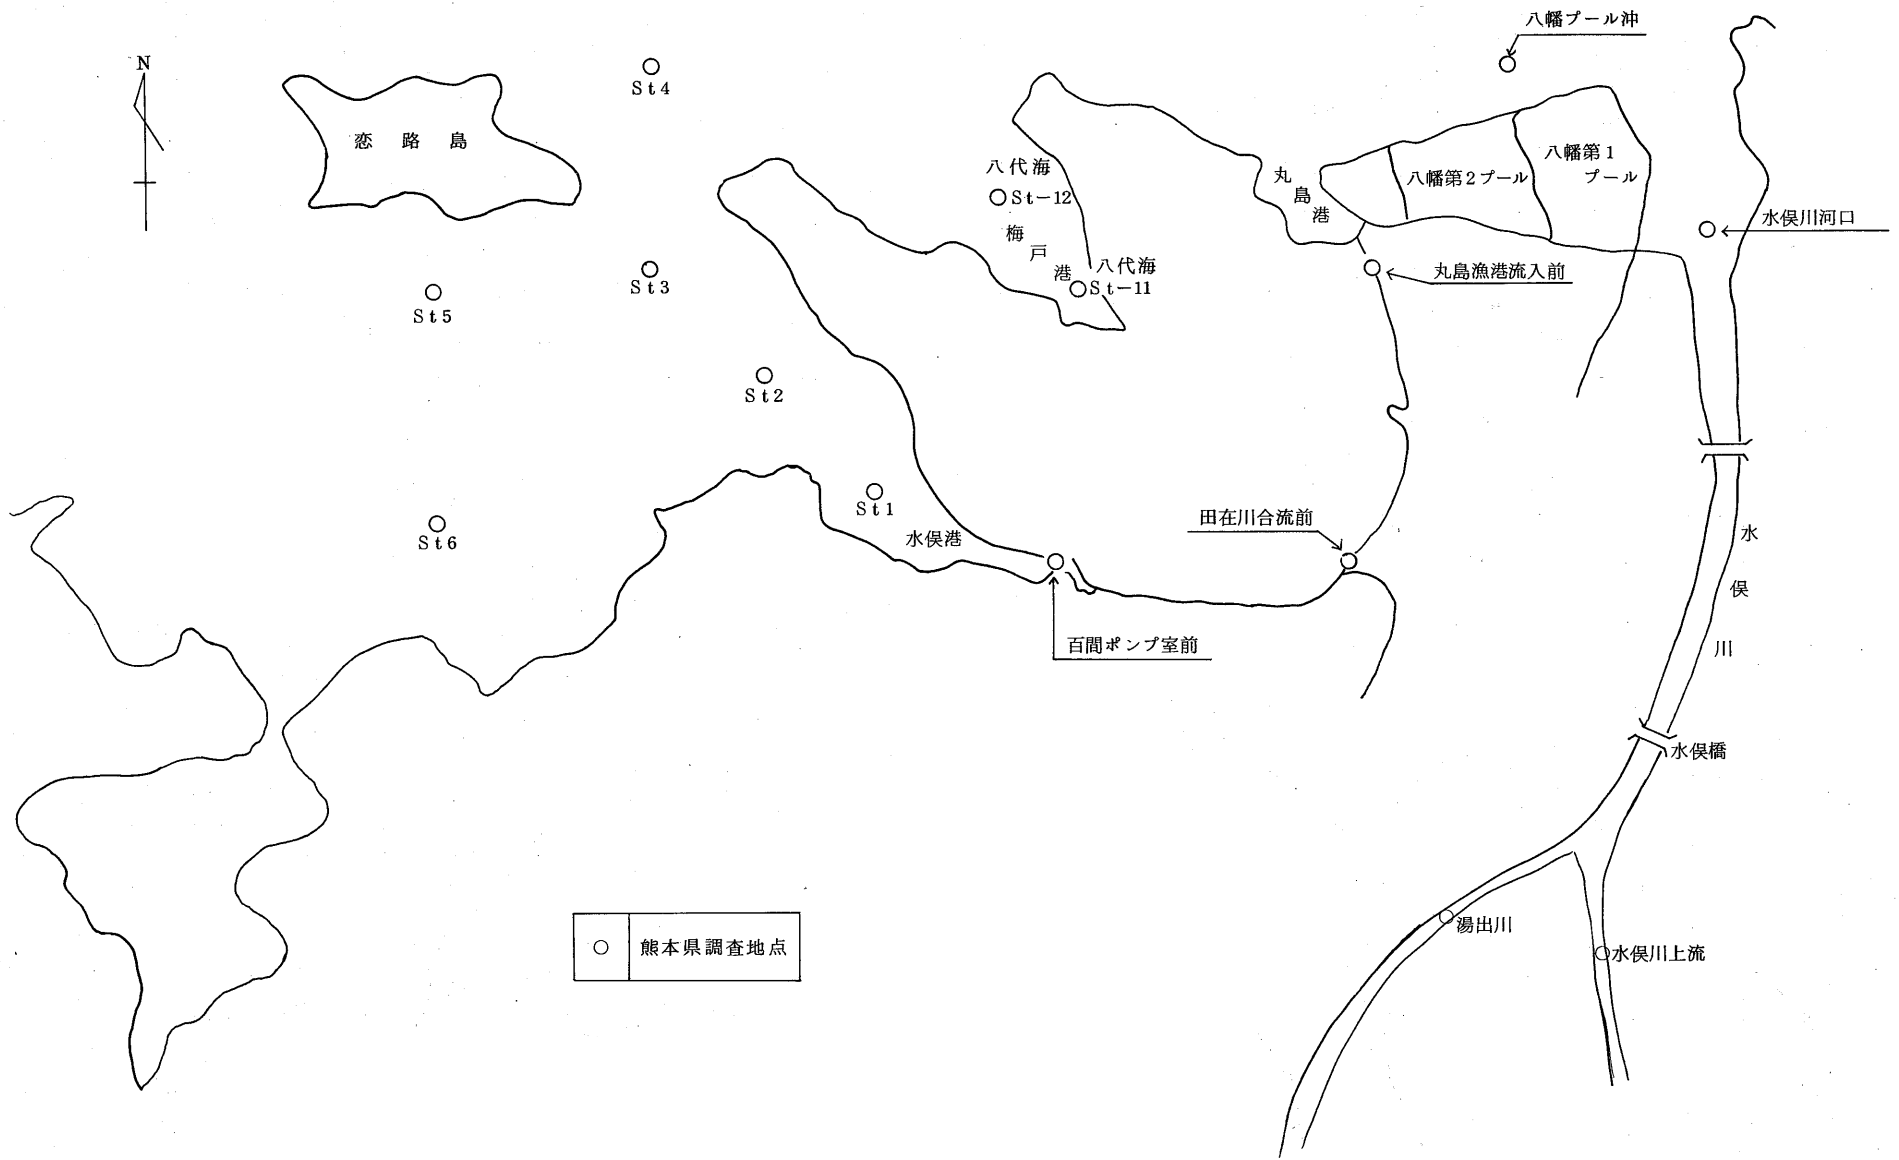 八幡プール沖
N
St4
恋路島
八代海
St-12
梅戸港
八代海
St-11
丸島港
八幡第1
プール
八幡第2プール
水俣川河口
丸島漁港流入前
St3
St5
St2
St1
水俣港
St6
田在川合流前
百間ポンプ室前
水俣川
水俣橋
湯出川
水俣川上流
熊本県調査地点